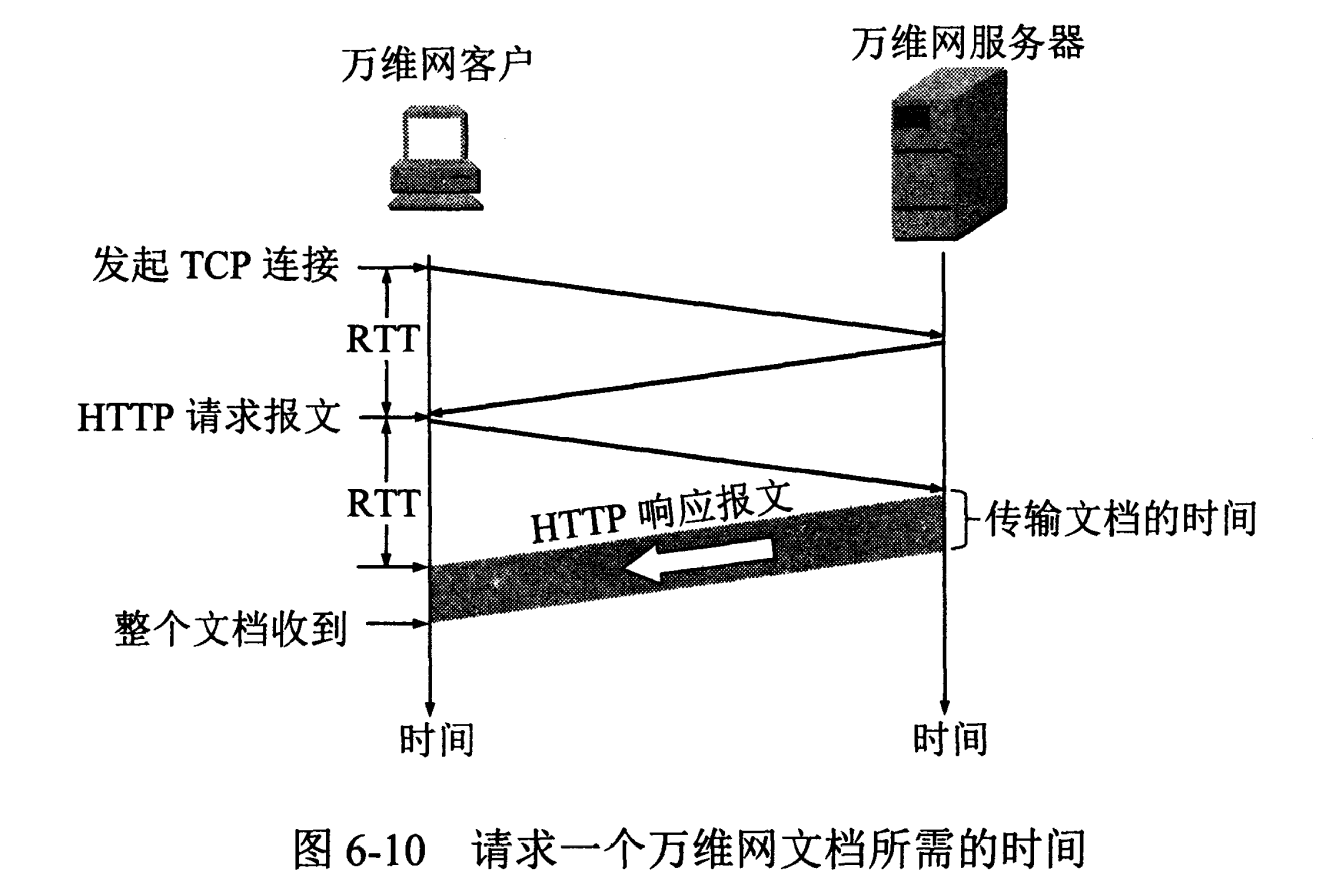 万维网客户
万维网服务器
发起 TCP 连接
RTT
HTTP 请求报文
RTT
HTTP 响应报文
传输文档的时间
整个文档收到
时间
时间
图 6-10 请求一个万维网文档所需的时间